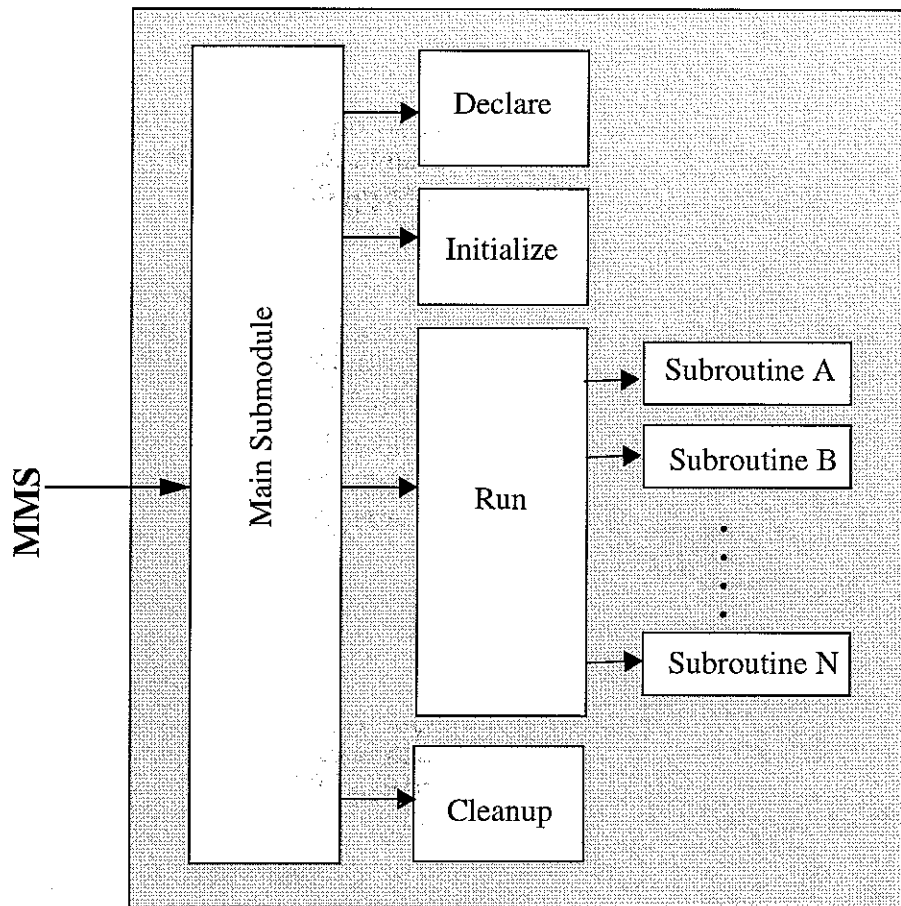 MMS
Main Submodule
Declare
Initialize
Run
Subroutine A
Subroutine B
Subroutine N
Cleanup